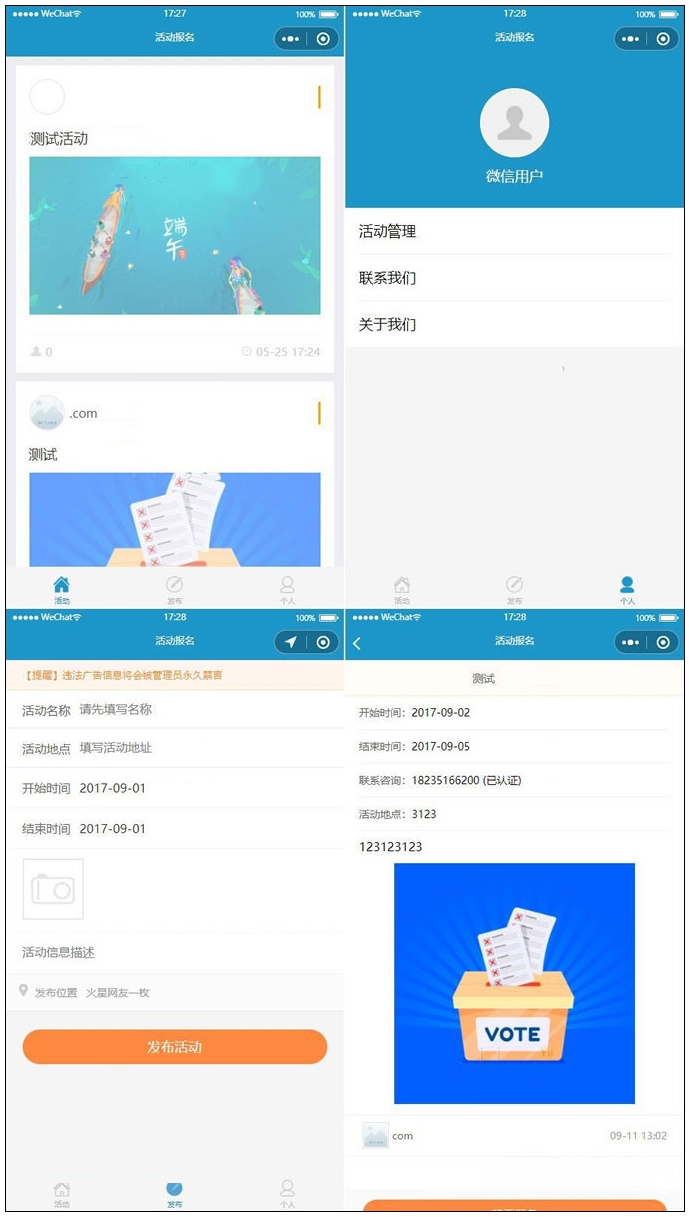 WeChat 17:27 100%
活动报名
测试活动
端午
0 05-25 17:24
.com
测试
活动 发布 个人
WeChat 17:28 100%
活动报名
微信用户
活动管理
联系我们
关于我们
活动 发布 个人
WeChat 17:28 100%
活动报名
【提醒】违法广告信息将会被管理员永久禁言
活动名称 请先填写名称
活动地点 填写活动地址
开始时间 2017-09-01
结束时间 2017-09-01
活动信息描述
发布位置 火星网友一枚
发布活动
活动 发布 个人
WeChat 17:28 100%
活动报名
测试
开始时间：2017-09-02
结束时间：2017-09-05
联系咨询：18235166200 (已认证)
活动地点：3123
123123123
VOTE
com 09-11 13:02